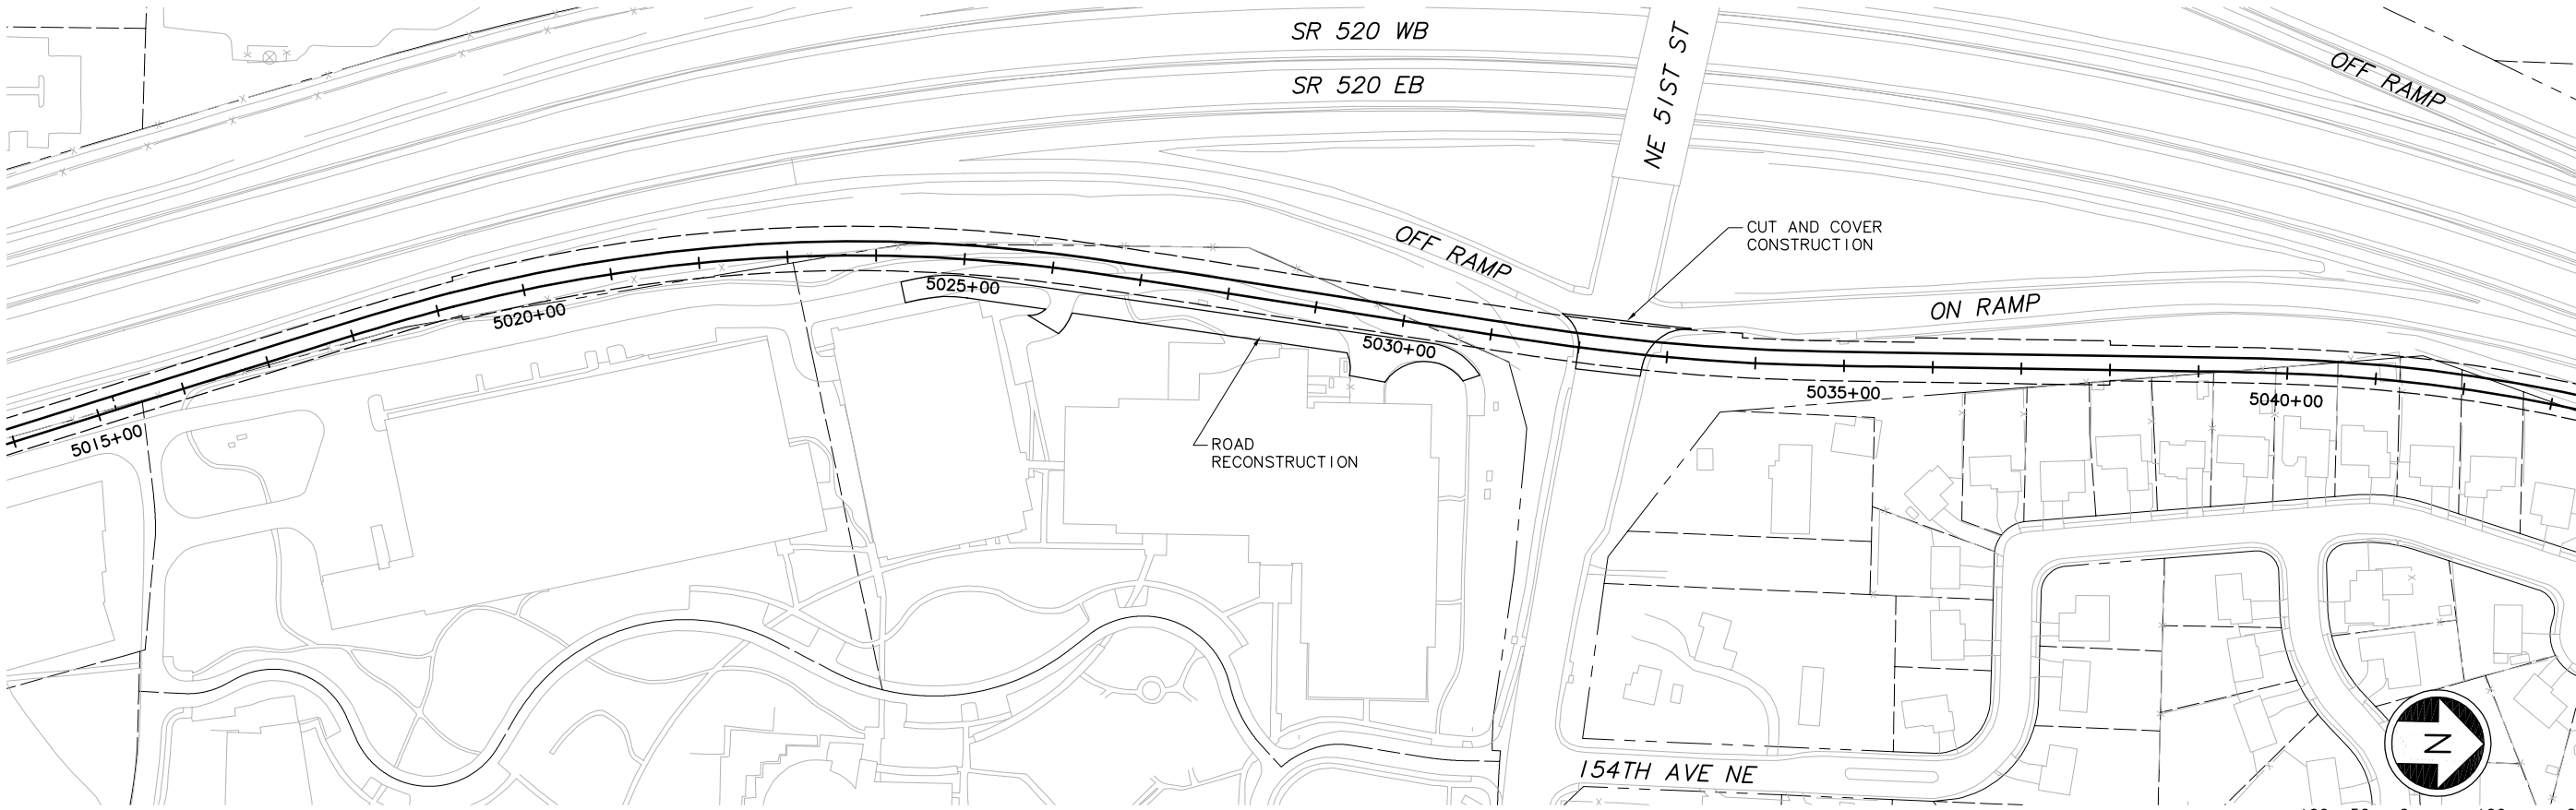 SR 520 WB
SR 520 EB
NE 51ST ST
OFF RAMP
OFF RAMP
CUT AND COVER
CONSTRUCTION
ON RAMP
5015+00
5020+00
5025+00
5030+00
5035+00
5040+00
ROAD
RECONSTRUCTION
154TH AVE NE
N